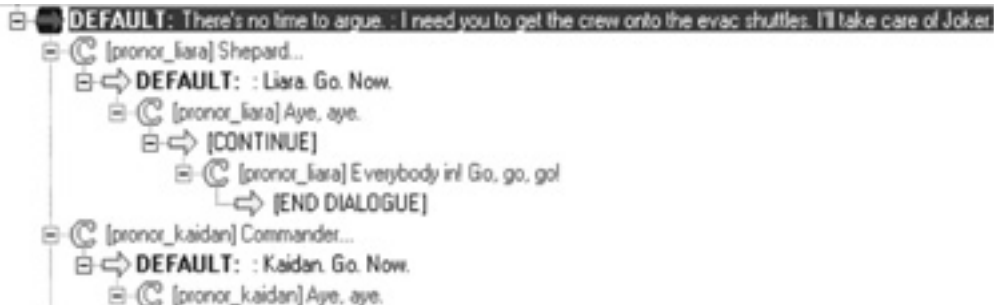 DEFAULT: There's no time to argue. : I need you to get the crew onto the evac shuttles. I'll take care of Joker.
[pronor_liara] Shepard...
DEFAULT: : Liara. Go. Now.
[pronor_liara] Aye, aye.
[CONTINUE]
[pronor_liara] Everybody in! Go, go, go!
[END DIALOGUE]
[pronor_kaidan] Commander...
DEFAULT: : Kaidan. Go. Now.
[pronor_kaidan] Aye, aye.